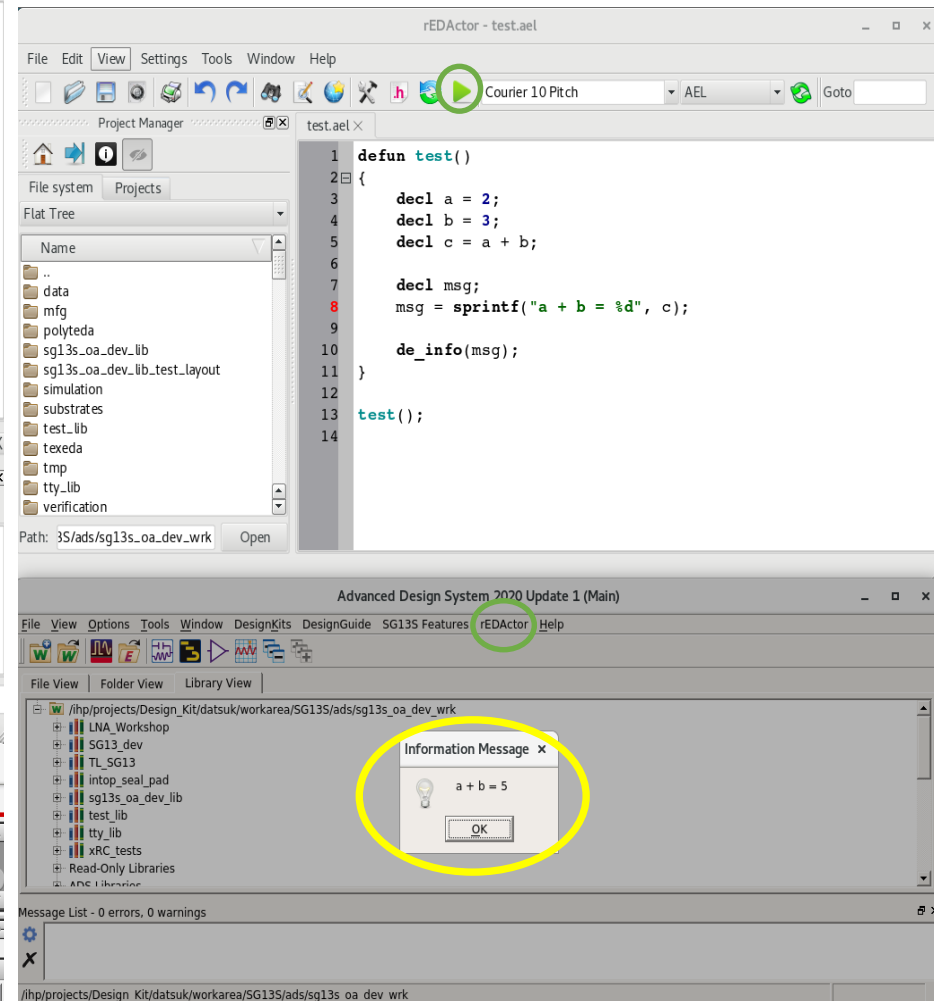 rEDActor - test.ael
File Edit View Settings Tools Window Help
.h Courier 10 Pitch AEL Goto
Project Manager
test.ael
File system Projects
Flat Tree
Name
..
data
mfg
polyteda
sg13s_oa_dev_lib
sg13s_oa_dev_lib_test_layout
simulation
substrates
test_lib
texeda
tmp
tty_lib
verification
Path: 3S/ads/sg13s_oa_dev_wrk Open
1 defun test()
2 {
3 decl a = 2;
4 decl b = 3;
5 decl c = a + b;
6
7 decl msg;
8 msg = sprintf("a + b = %d", c);
9
10 de_info(msg);
11 }
12
13 test();
14
Advanced Design System 2020 Update 1 (Main)
File View Options Tools Window DesignKits DesignGuide SG13S Features rEDActor Help
File View Folder View Library View
/ihp/projects/Design_Kit/datsuk/workarea/SG13S/ads/sg13s_oa_dev_wrk
LNA_Workshop
SG13_dev
TL_SG13
intop_seal_pad
sg13s_oa_dev_lib
test_lib
tty_lib
xRC_tests
Read-Only Libraries
ADS Libraries
Information Message
a + b = 5
OK
Message List - 0 errors, 0 warnings
/ihp/projects/Design_Kit/datsuk/workarea/SG13S/ads/sg13s_oa_dev_wrk